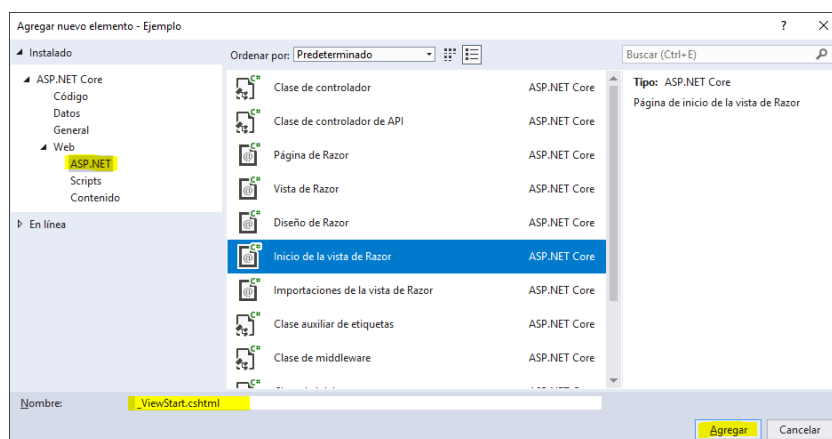 Agregar nuevo elemento - Ejemplo
? X
Instalado
Ordenar por: Predeterminado
Buscar (Ctrl+E)
ASP.NET Core
Código
Datos
General
Web
ASP.NET
Scripts
Contenido
En línea
C# Clase de controlador ASP.NET Core
C# Clase de controlador de API ASP.NET Core
C# @ Página de Razor ASP.NET Core
C# @ Vista de Razor ASP.NET Core
C# @ Diseño de Razor ASP.NET Core
C# @ Inicio de la vista de Razor ASP.NET Core
C# @ Importaciones de la vista de Razor ASP.NET Core
C# Clase auxiliar de etiquetas ASP.NET Core
C# Clase de middleware ASP.NET Core
C#
Tipo: ASP.NET Core
Página de inicio de la vista de Razor
Nombre: _ViewStart.cshtml
Agregar Cancelar